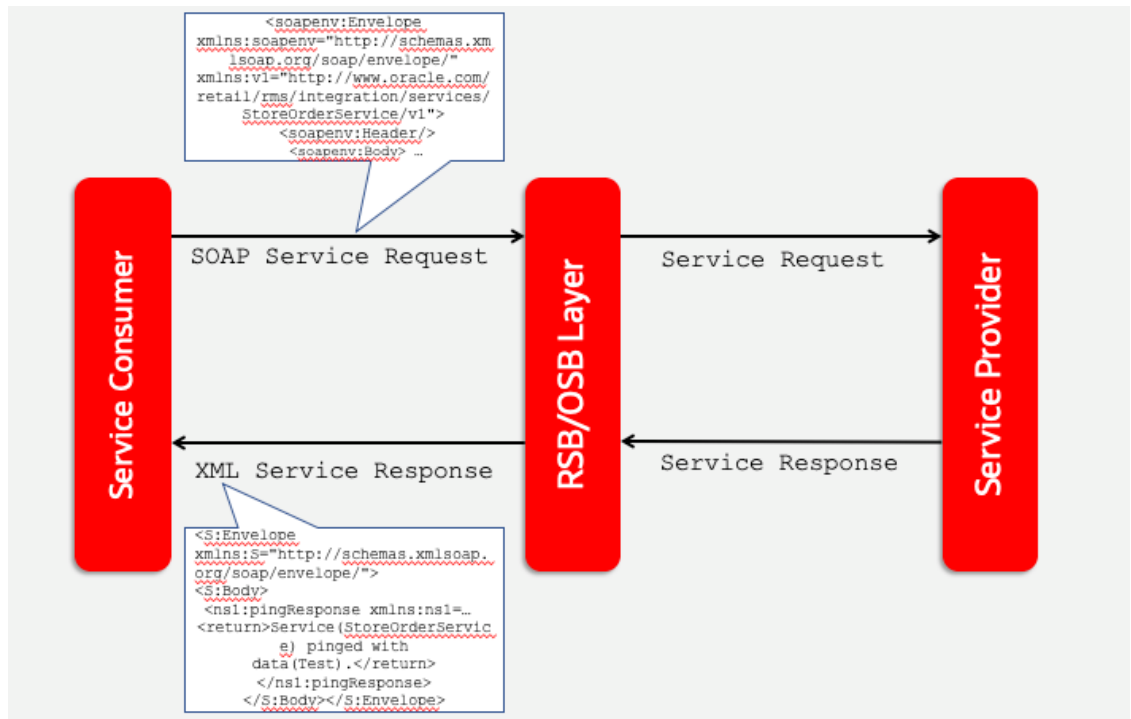 <soapenv:Envelope
xmlns:soapenv="http://schemas.xm
lsoap.org/soap/envelope/"
xmlns:v1="http://www.oracle.com/
retail/rms/integration/services/
StoreOrderService/v1">
<soapenv:Header/>
<soapenv:Body> …
Service Consumer
SOAP Service Request
RSB/OSB Layer
Service Request
Service Provider
XML Service Response
Service Response
<S:Envelope
xmlns:S="http://schemas.xmlsoap.
org/soap/envelope/">
<S:Body>
<ns1:pingResponse xmlns:ns1=…
<return>Service(StoreOrderServic
e) pinged with
data(Test).</return>
</ns1:pingResponse>
</S:Body></S:Envelope>